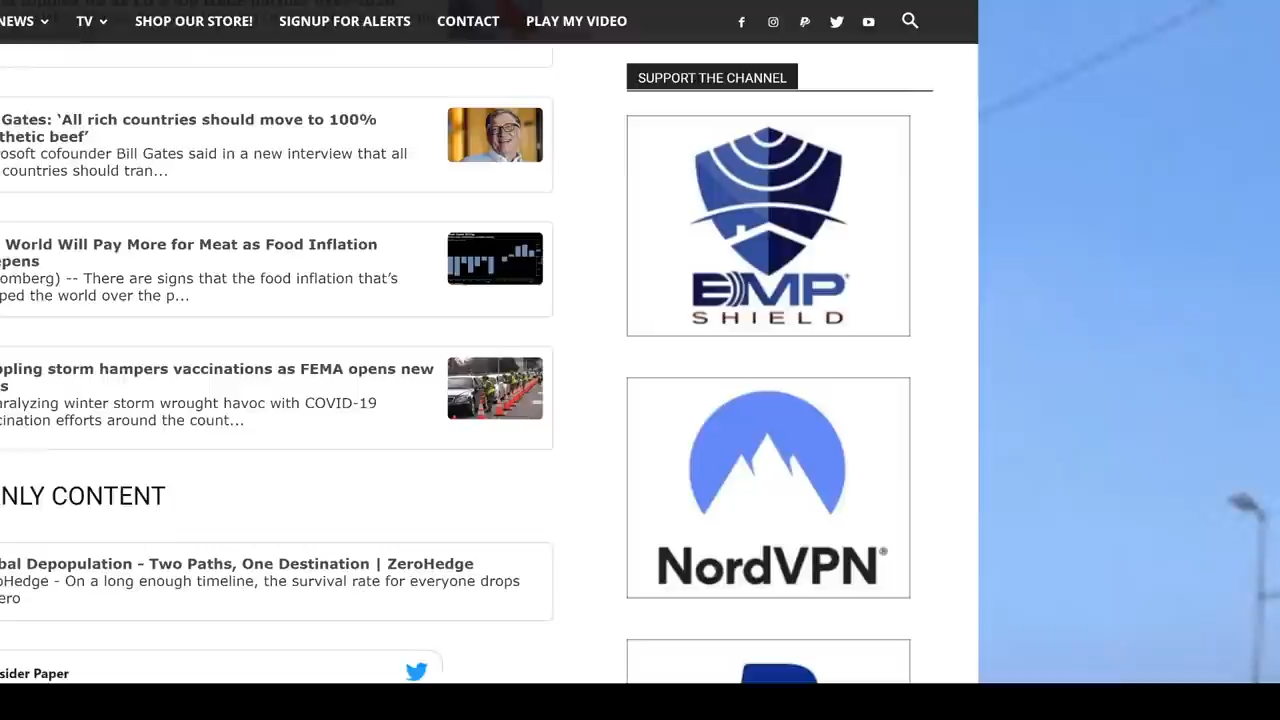 NEWS
TV
SHOP OUR STORE!
SIGNUP FOR ALERTS
CONTACT
PLAY MY VIDEO
Gates: ‘All rich countries should move to 100%
thetic beef’
osoft cofounder Bill Gates said in a new interview that all
countries should tran...
World Will Pay More for Meat as Food Inflation
epens
omberg) -- There are signs that the food inflation that’s
ped the world over the p...
ppling storm hampers vaccinations as FEMA opens new
s
aralyzing winter storm wrought havoc with COVID-19
cination efforts around the count...
NLY CONTENT
bal Depopulation - Two Paths, One Destination | ZeroHedge
oHedge - On a long enough timeline, the survival rate for everyone drops
ero
sider Paper
SUPPORT THE CHANNEL
EMP
SHIELD
NordVPN®